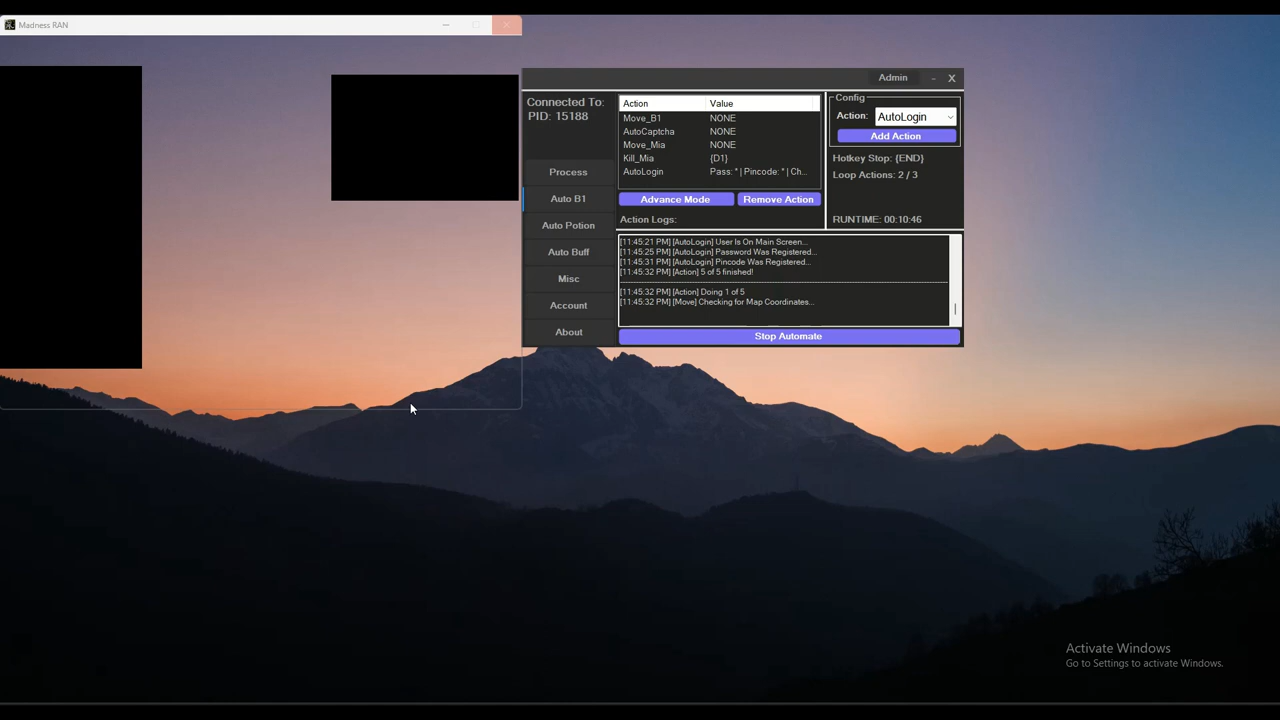 Madness RAN
Admin
Connected To:
PID: 15188
Process
Auto B1
Auto Potion
Auto Buff
Misc
Account
About
Action Value
Move_B1 NONE
AutoCaptcha NONE
Move_Mia NONE
Kill_Mia {D1}
AutoLogin Pass: * | Pincode: * | Ch...
Advance Mode Remove Action
Action Logs:
Config
Action: AutoLogin
Add Action
Hotkey Stop: {END}
Loop Actions: 2 / 3
RUNTIME: 00:10:46
[11:45:21 PM] [AutoLogin] User Is On Main Screen...
[11:45:25 PM] [AutoLogin] Password Was Registered...
[11:45:31 PM] [AutoLogin] Pincode Was Registered...
[11:45:32 PM] [Action] 5 of 5 finished!
[11:45:32 PM] [Action] Doing 1 of 5
[11:45:32 PM] [Move] Checking for Map Coordinates...
Stop Automate
Activate Windows
Go to Settings to activate Windows.